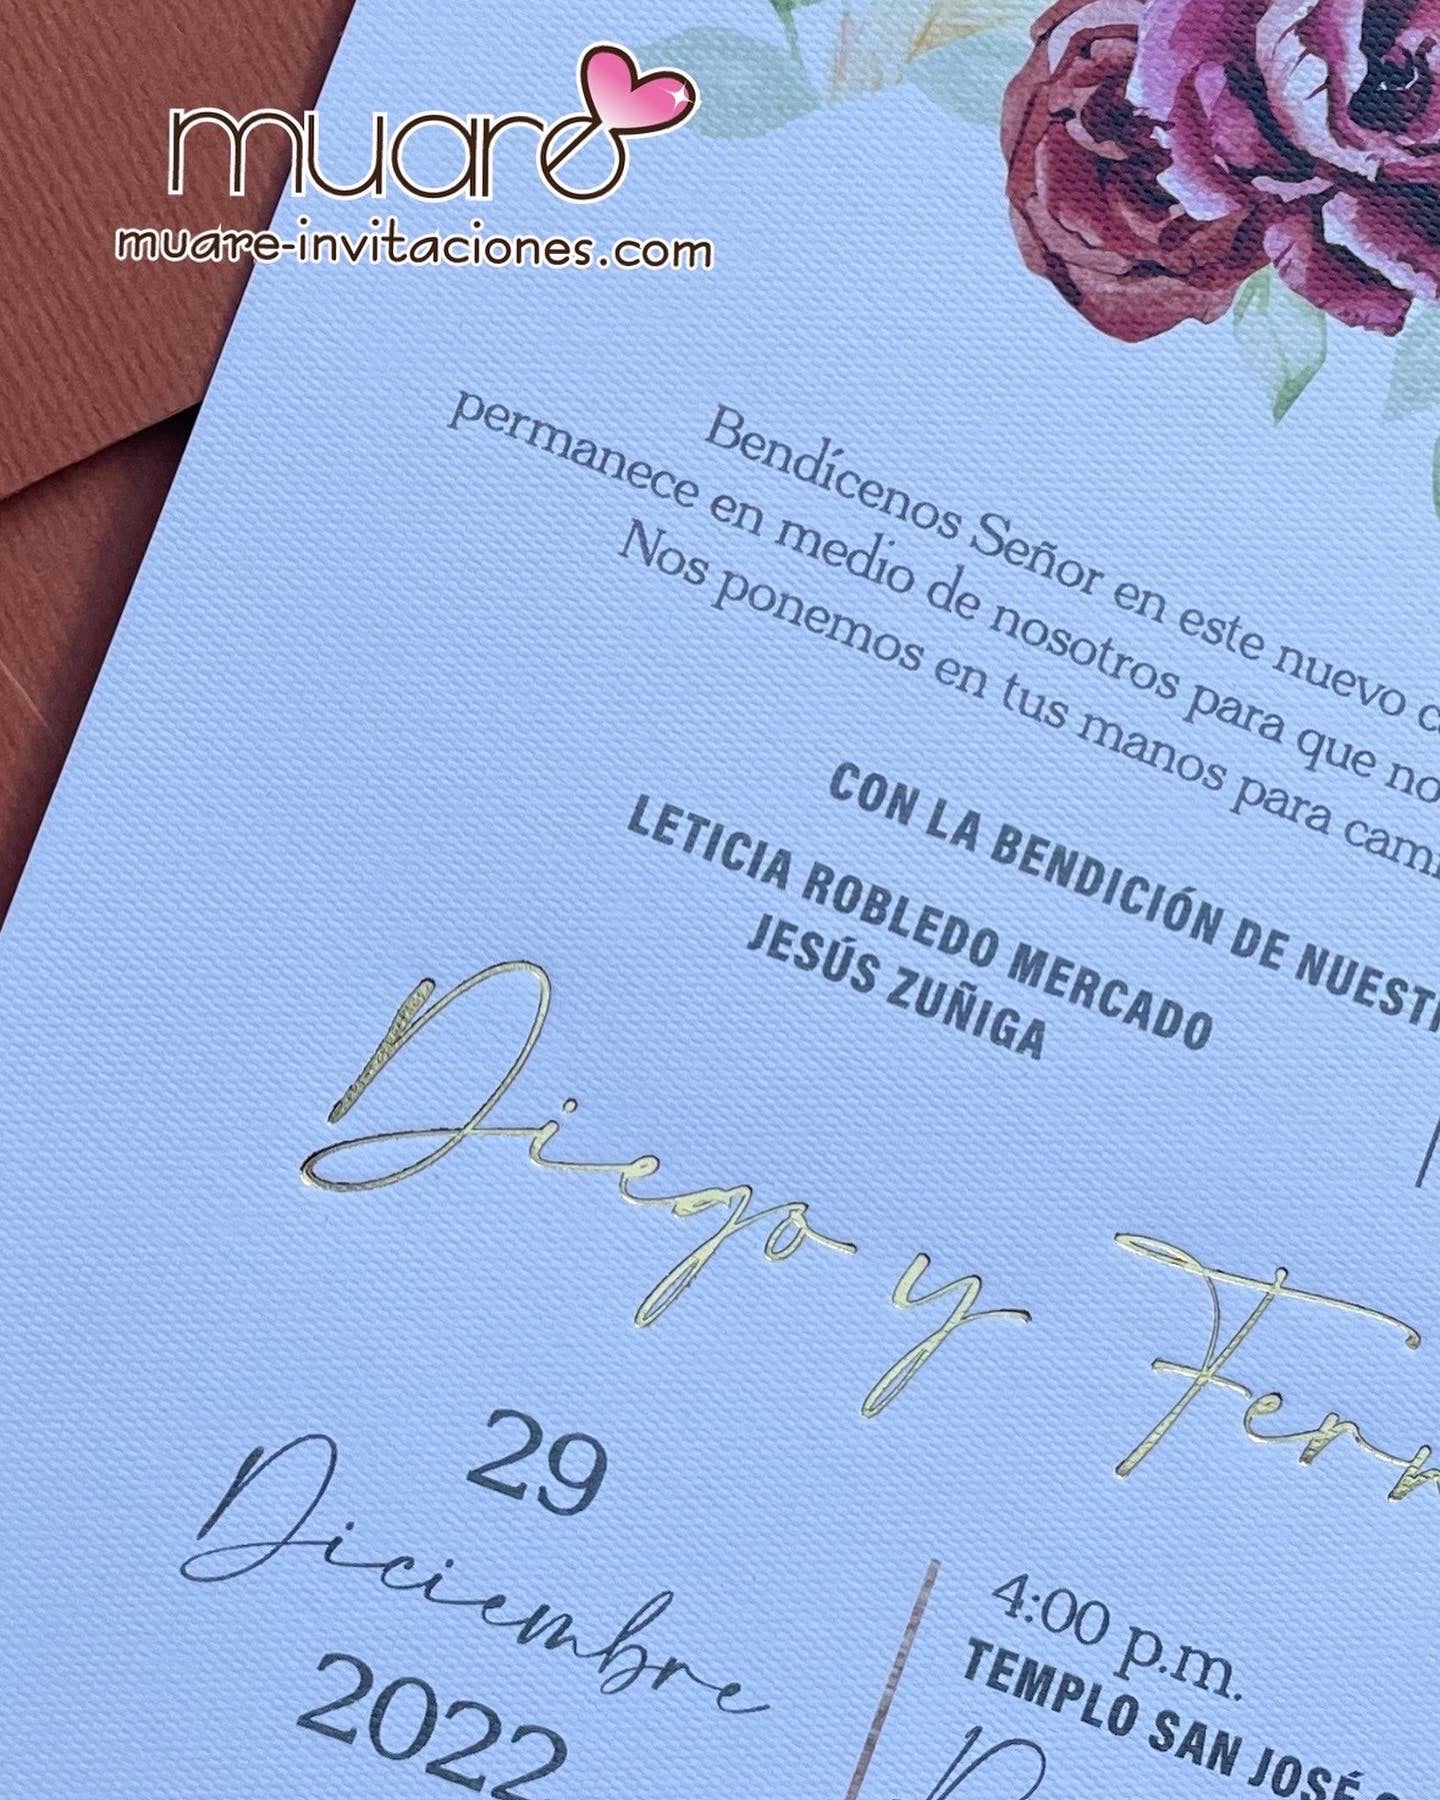 muaré
muare-invitaciones.com
Bendícenos Señor en este nuevo
permanece en medio de nosotros para que
Nos ponemos en tus manos para
CON LA BENDICIÓN DE
LETICIA ROBLEDO MERCADO
JESÚS ZUÑIGA
Diego y
29
Diciembre
2022
4:00 p.m.
TEMPLO SAN JOSÉ